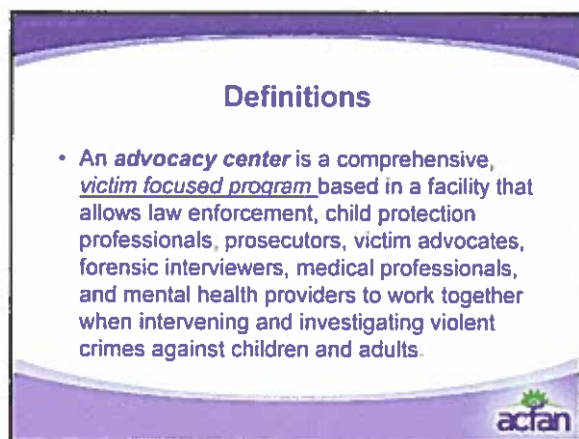 Definitions
• An advocacy center is a comprehensive,
victim focused program based in a facility that
allows law enforcement, child protection
professionals, prosecutors, victim advocates,
forensic interviewers, medical professionals,
and mental health providers to work together
when intervening and investigating violent
crimes against children and adults.
acfan